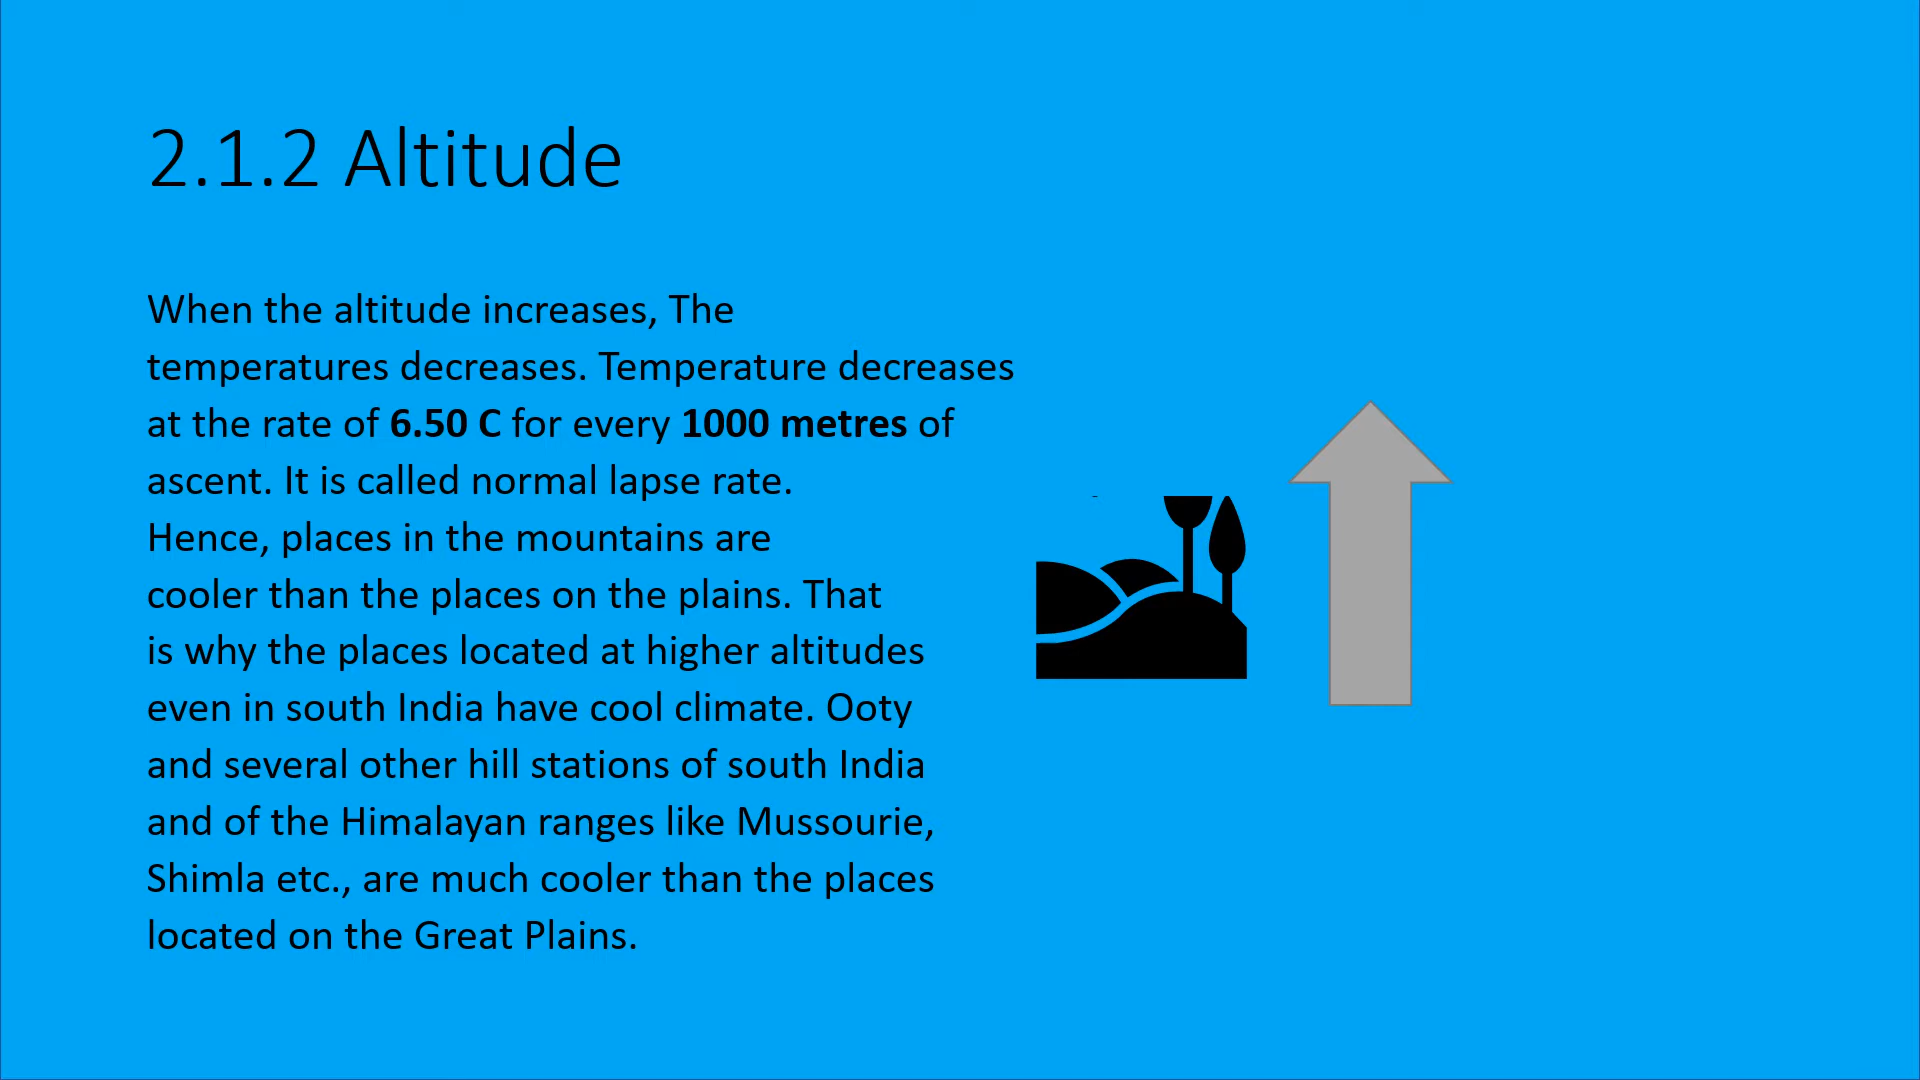 2.1.2 Altitude
When the altitude increases, The
temperatures decreases. Temperature decreases
at the rate of 6.50 C for every 1000 metres of
ascent. It is called normal lapse rate.
Hence, places in the mountains are
cooler than the places on the plains. That
is why the places located at higher altitudes
even in south India have cool climate. Ooty
and several other hill stations of south India
and of the Himalayan ranges like Mussourie,
Shimla etc., are much cooler than the places
located on the Great Plains.